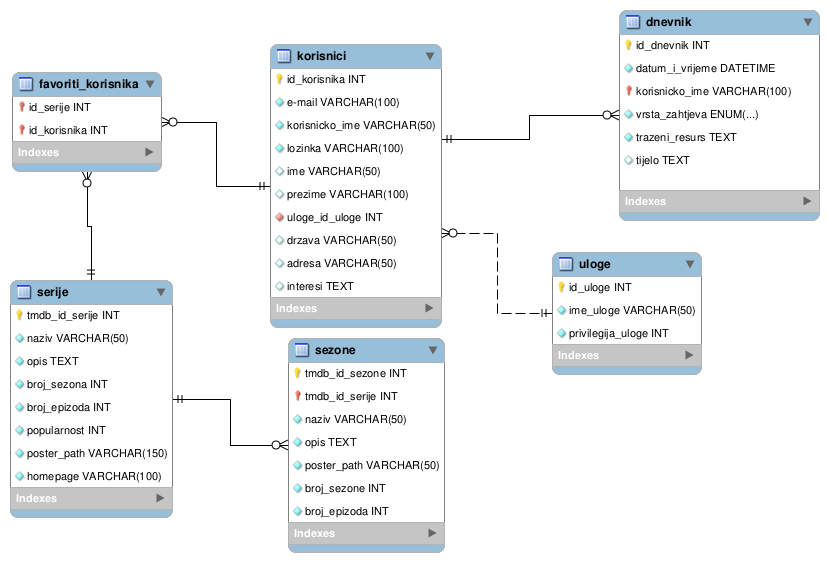 favoriti_korisnika
id_serije INT
id_korisnika INT
Indexes
korisnici
id_korisnika INT
e-mail VARCHAR(100)
korisnicko_ime VARCHAR(50)
lozinka VARCHAR(100)
ime VARCHAR(50)
prezime VARCHAR(100)
uloge_id_uloge INT
drzava VARCHAR(50)
adresa VARCHAR(50)
interesi TEXT
Indexes
dnevnik
id_dnevnik INT
datum_i_vrijeme DATETIME
korisnicko_ime VARCHAR(100)
vrsta_zahtjeva ENUM(...)
trazeni_resurs TEXT
tijelo TEXT
Indexes
uloge
id_uloge INT
ime_uloge VARCHAR(50)
privilegija_uloge INT
Indexes
serije
tmdb_id_serije INT
naziv VARCHAR(50)
opis TEXT
broj_sezona INT
broj_epizoda INT
popularnost INT
poster_path VARCHAR(150)
homepage VARCHAR(100)
Indexes
sezone
tmdb_id_sezone INT
tmdb_id_serije INT
naziv VARCHAR(50)
opis TEXT
poster_path VARCHAR(50)
broj_sezone INT
broj_epizoda INT
Indexes